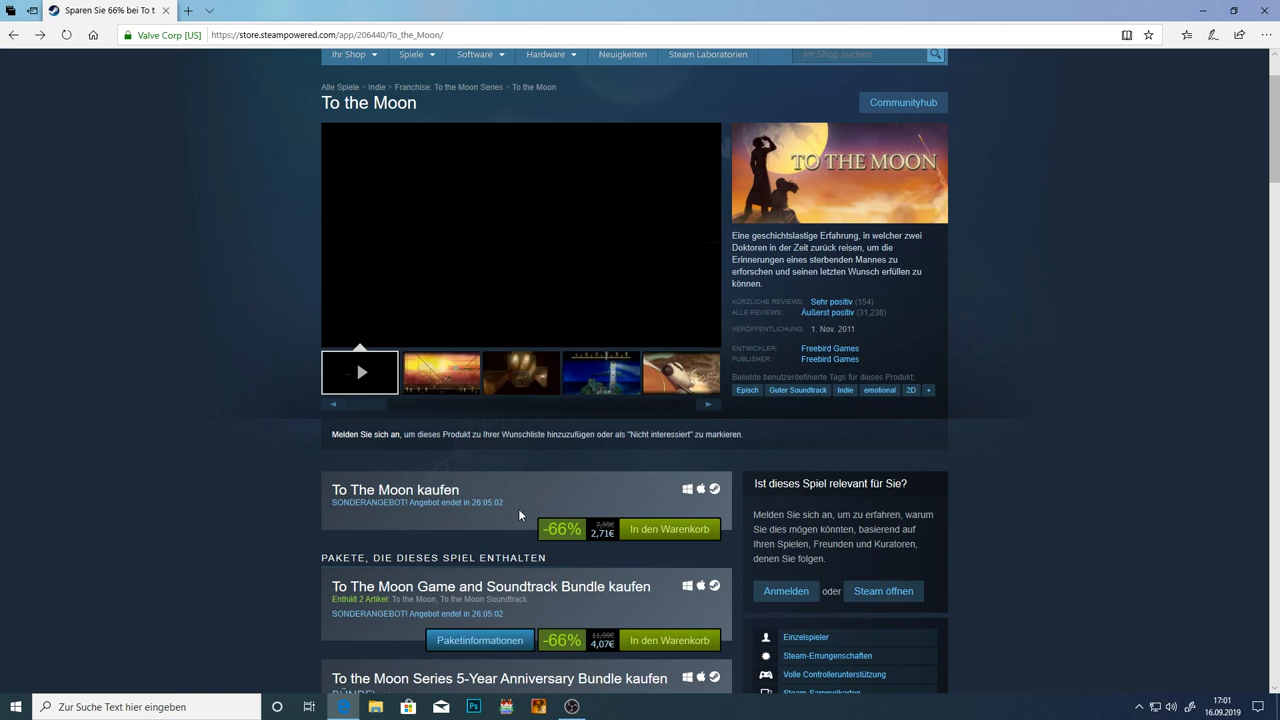 Sparen Sie 66% bei To t
Valve Corp [US]
https://store.steampowered.com/app/206440/To_the_Moon/
Ihr Shop
Spiele
Software
Hardware
Neuigkeiten
Steam Laboratorien
Im Shop suchen
Alle Spiele > Indie > Franchise: To the Moon Series > To the Moon
To the Moon
Communityhub
TO THE MOON
Eine geschichtslastige Erfahrung, in welcher zwei
Doktoren in der Zeit zurück reisen, um die
Erinnerungen eines sterbenden Mannes zu
erforschen und seinen letzten Wunsch erfüllen zu
können.
KÜRZLICHE REVIEWS: Sehr positiv (154)
ALLE REVIEWS: Äußerst positiv (31,238)
VERÖFFENTLICHUNG: 1. Nov. 2011
ENTWICKLER: Freebird Games
PUBLISHER: Freebird Games
Beliebte benutzerdefinierte Tags für dieses Produkt:
Episch Guter Soundtrack Indie emotional 2D +
Melden Sie sich an, um dieses Produkt zu Ihrer Wunschliste hinzuzufügen oder als "Nicht interessiert" zu markieren.
To The Moon kaufen
SONDERANGEBOT! Angebot endet in 26:05:02
-66% 7,99€ 2,71€ In den Warenkorb
PAKETE, DIE DIESES SPIEL ENTHALTEN
To The Moon Game and Soundtrack Bundle kaufen
Enthält 2 Artikel: To the Moon, To the Moon Soundtrack
SONDERANGEBOT! Angebot endet in 26:05:02
Paketinformationen -66% 11,99€ 4,07€ In den Warenkorb
To the Moon Series 5-Year Anniversary Bundle kaufen
BÜNDEL
Ist dieses Spiel relevant für Sie?
Melden Sie sich an, um zu erfahren, warum
Sie dies mögen könnten, basierend auf
Ihren Spielen, Freunden und Kuratoren,
denen Sie folgen.
Anmelden oder Steam öffnen
Einzelspieler
Steam-Errungenschaften
Volle Controllerunterstützung
Steam-Sammelkarten
Zur Suche Text hier eingeben
Ps
17:01
16.09.2019